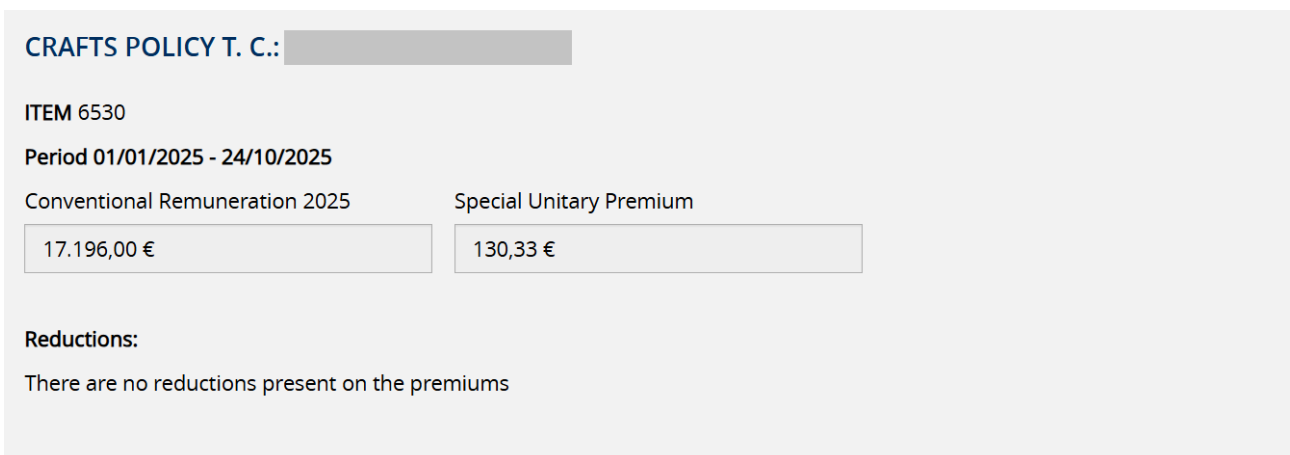 CRAFTS POLICY T. C.:
ITEM 6530
Period 01/01/2025 - 24/10/2025
Conventional Remuneration 2025 Special Unitary Premium
17.196,00 € 130,33 €
Reductions:
There are no reductions present on the premiums